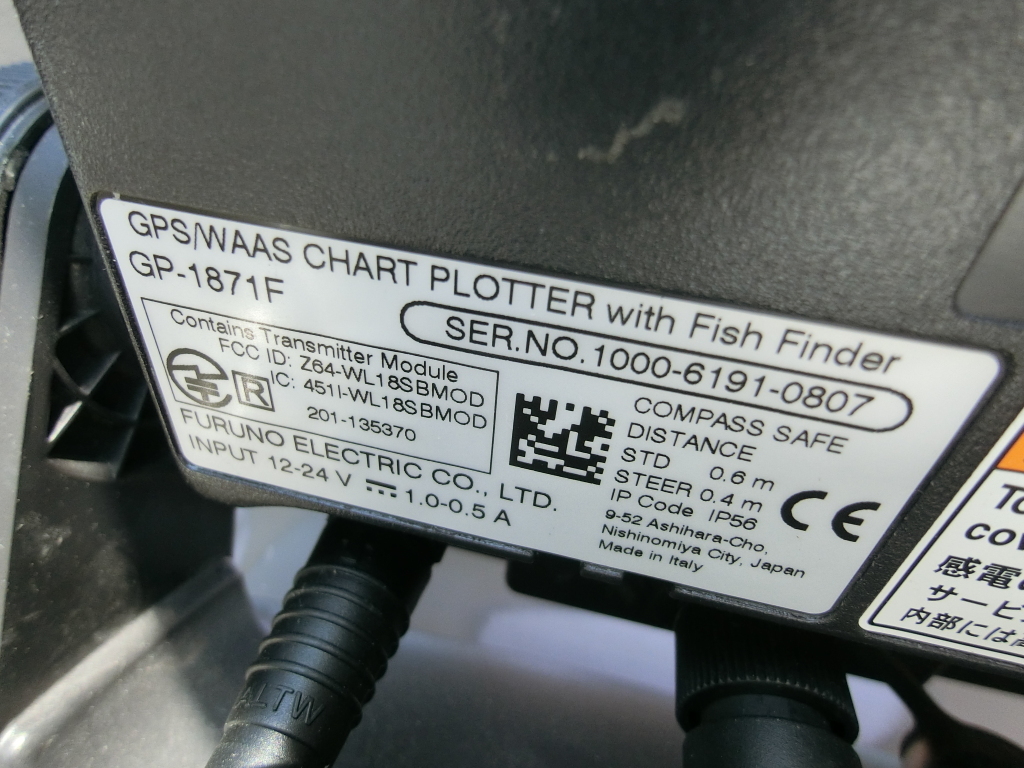 GPS/WAAS CHART PLOTTER with Fish Finder
GP-1871F
SER.NO.1000-6191-0807
Contains Transmitter Module
FCC ID: Z64-WL18SBMOD
IC: 451I-WL18SBMOD
R
201-135370
FURUNO ELECTRIC CO., LTD.
INPUT 12-24 V ⎓ 1.0-0.5 A
COMPASS SAFE
DISTANCE
STD 0.6 m
STEER 0.4 m
IP Code IP56
9-52 Ashihara-Cho,
Nishinomiya City, Japan
Made in Italy
CE
To
cov
感電
サービ
内部には
ALTW